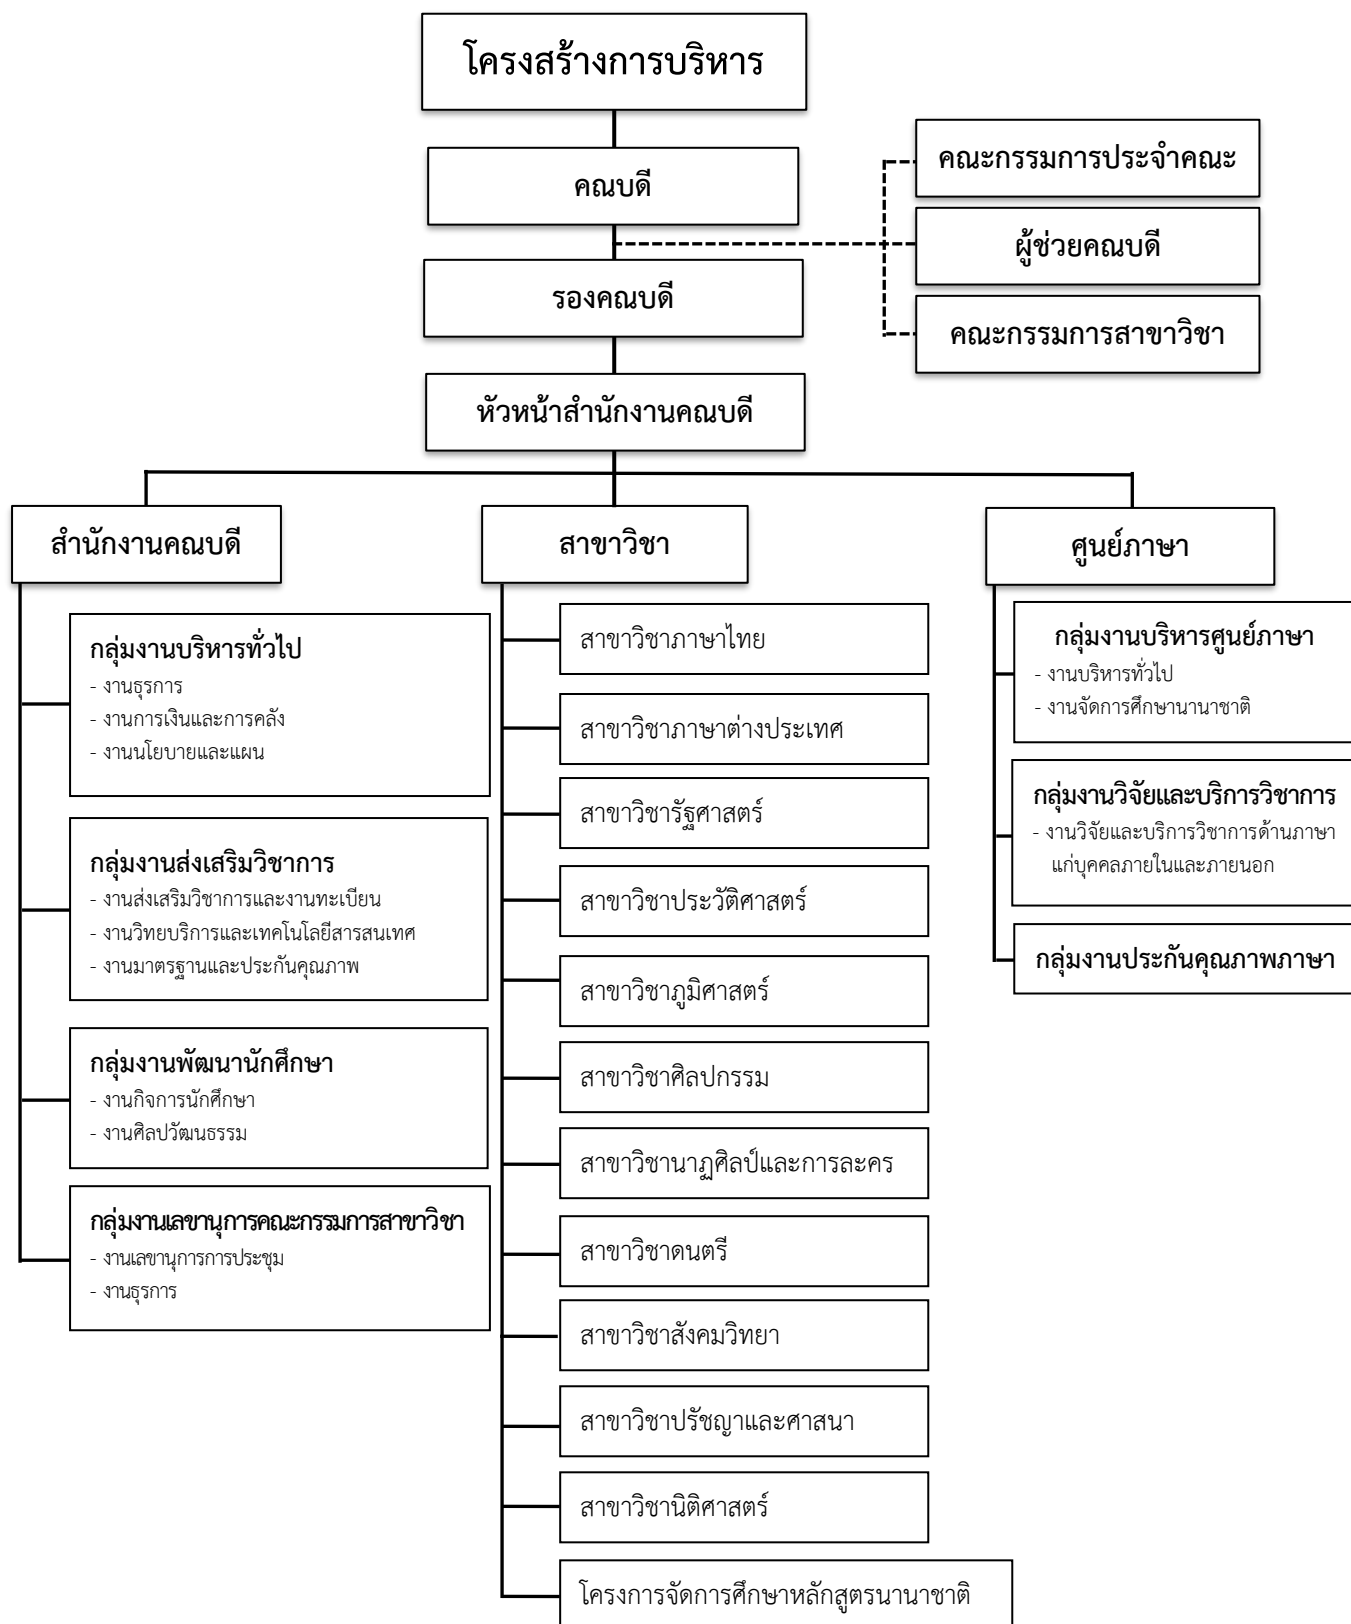 โครงสร้างการบริหาร
คณบดี
คณะกรรมการประจำคณะ
ผู้ช่วยคณบดี
คณะกรรมการสาขาวิชา
รองคณบดี
หัวหน้าสำนักงานคณบดี
สำนักงานคณบดี
กลุ่มงานบริหารทั่วไป
- งานธุรการ
- งานการเงินและการคลัง
- งานนโยบายและแผน
กลุ่มงานส่งเสริมวิชาการ
- งานส่งเสริมวิชาการและงานทะเบียน
- งานวิทยบริการและเทคโนโลยีสารสนเทศ
- งานมาตรฐานและประกันคุณภาพ
กลุ่มงานพัฒนานักศึกษา
- งานกิจการนักศึกษา
- งานศิลปวัฒนธรรม
กลุ่มงานเลขานุการคณะกรรมการสาขาวิชา
- งานเลขานุการการประชุม
- งานธุรการ
สาขาวิชา
สาขาวิชาภาษาไทย
สาขาวิชาภาษาต่างประเทศ
สาขาวิชารัฐศาสตร์
สาขาวิชาประวัติศาสตร์
สาขาวิชาภูมิศาสตร์
สาขาวิชาศิลปกรรม
สาขาวิชานาฏศิลป์และการละคร
สาขาวิชาดนตรี
สาขาวิชาสังคมวิทยา
สาขาวิชาปรัชญาและศาสนา
สาขาวิชานิติศาสตร์
โครงการจัดการศึกษาหลักสูตรนานาชาติ
ศูนย์ภาษา
กลุ่มงานบริหารศูนย์ภาษา
- งานบริหารทั่วไป
- งานจัดการศึกษานานาชาติ
กลุ่มงานวิจัยและบริการวิชาการ
- งานวิจัยและบริการวิชาการด้านภาษา
แก่บุคคลภายในและภายนอก
กลุ่มงานประกันคุณภาพภาษา